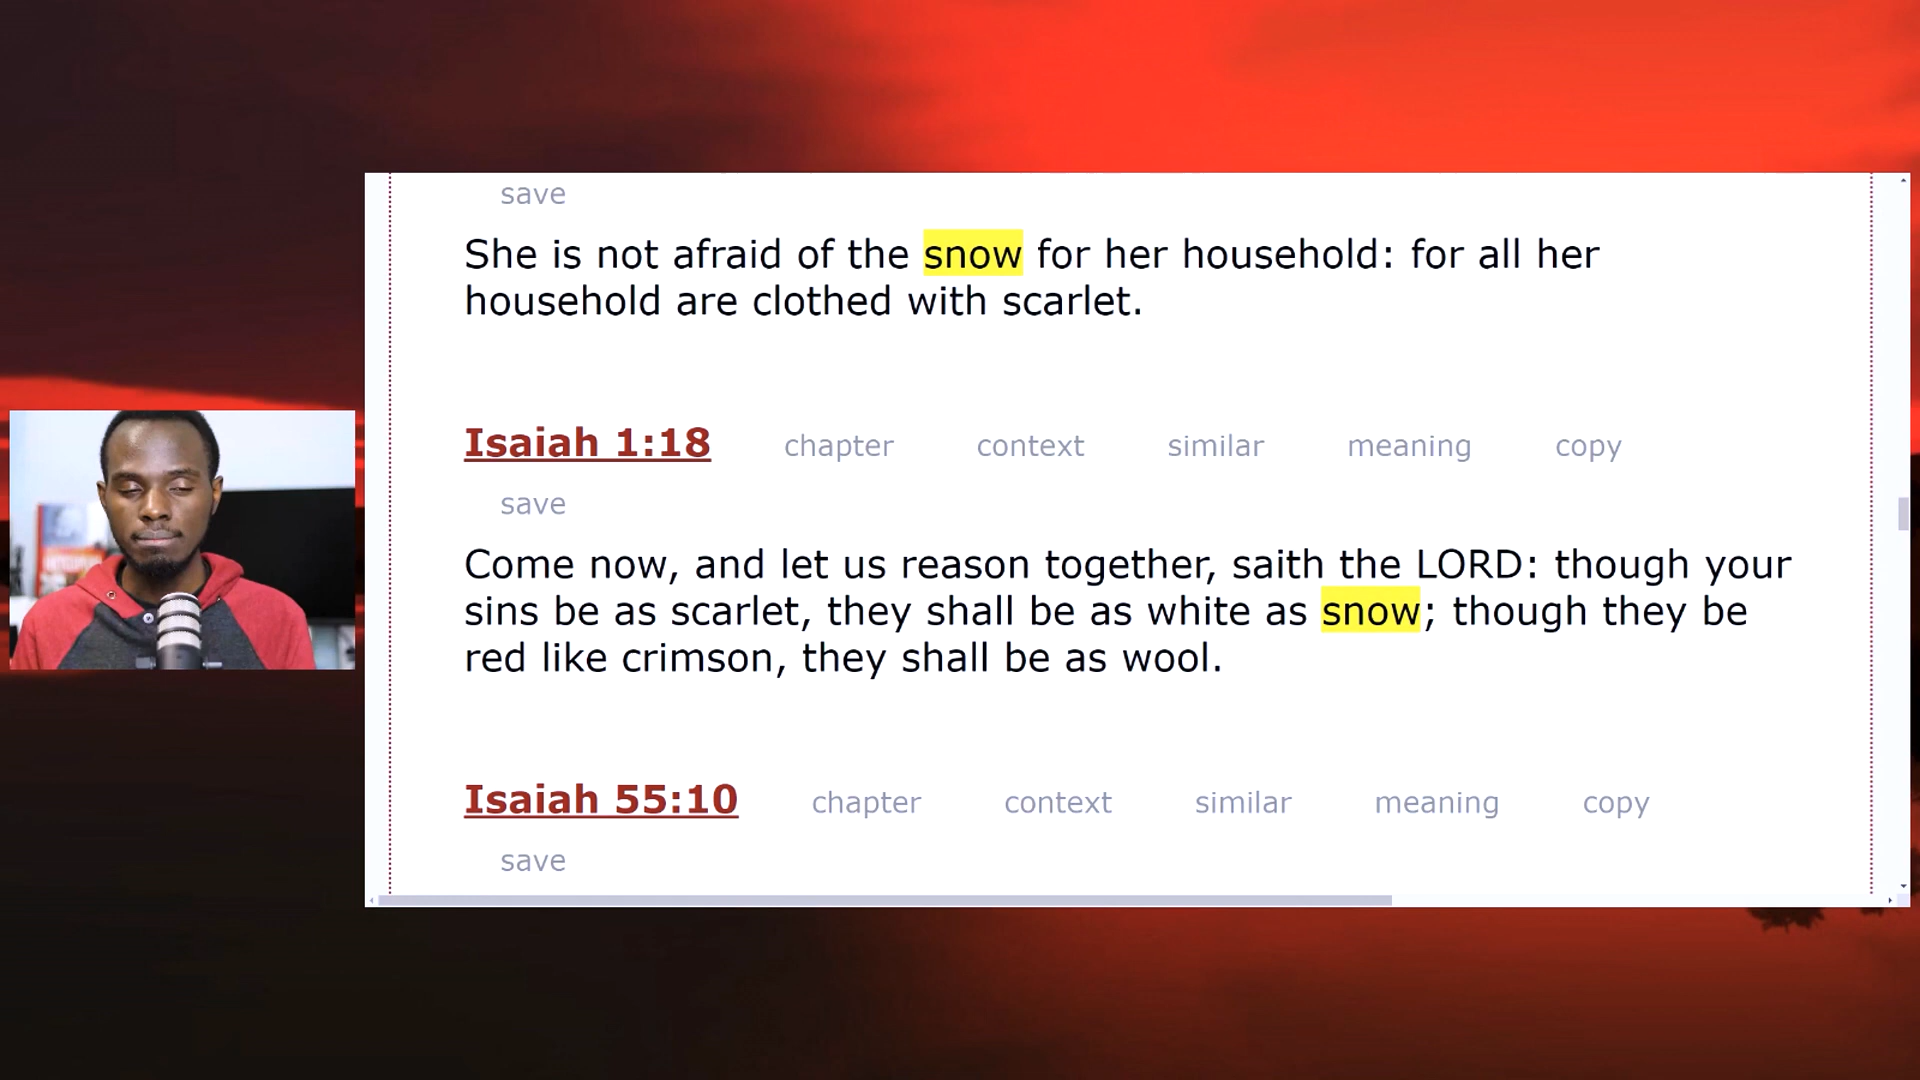 save
She is not afraid of the snow for her household: for all her
household are clothed with scarlet.
Isaiah 1:18 chapter context similar meaning copy
save
Come now, and let us reason together, saith the LORD: though your
sins be as scarlet, they shall be as white as snow; though they be
red like crimson, they shall be as wool.
Isaiah 55:10 chapter context similar meaning copy
save